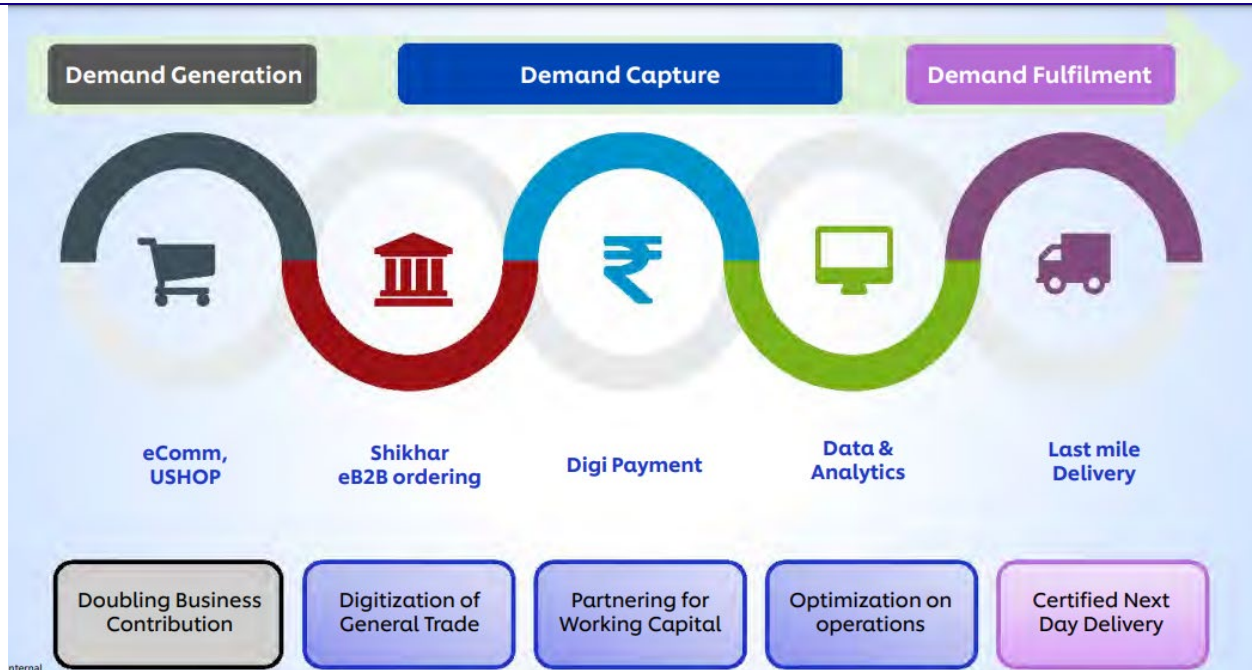 Demand Generation
Demand Capture
Demand Fulfilment
₹
eComm,
USHOP
Shikhar
eB2B ordering
Digi Payment
Data &
Analytics
Last mile
Delivery
Doubling Business
Contribution
Digitization of
General Trade
Partnering for
Working Capital
Optimization on
operations
Certified Next
Day Delivery
nternal